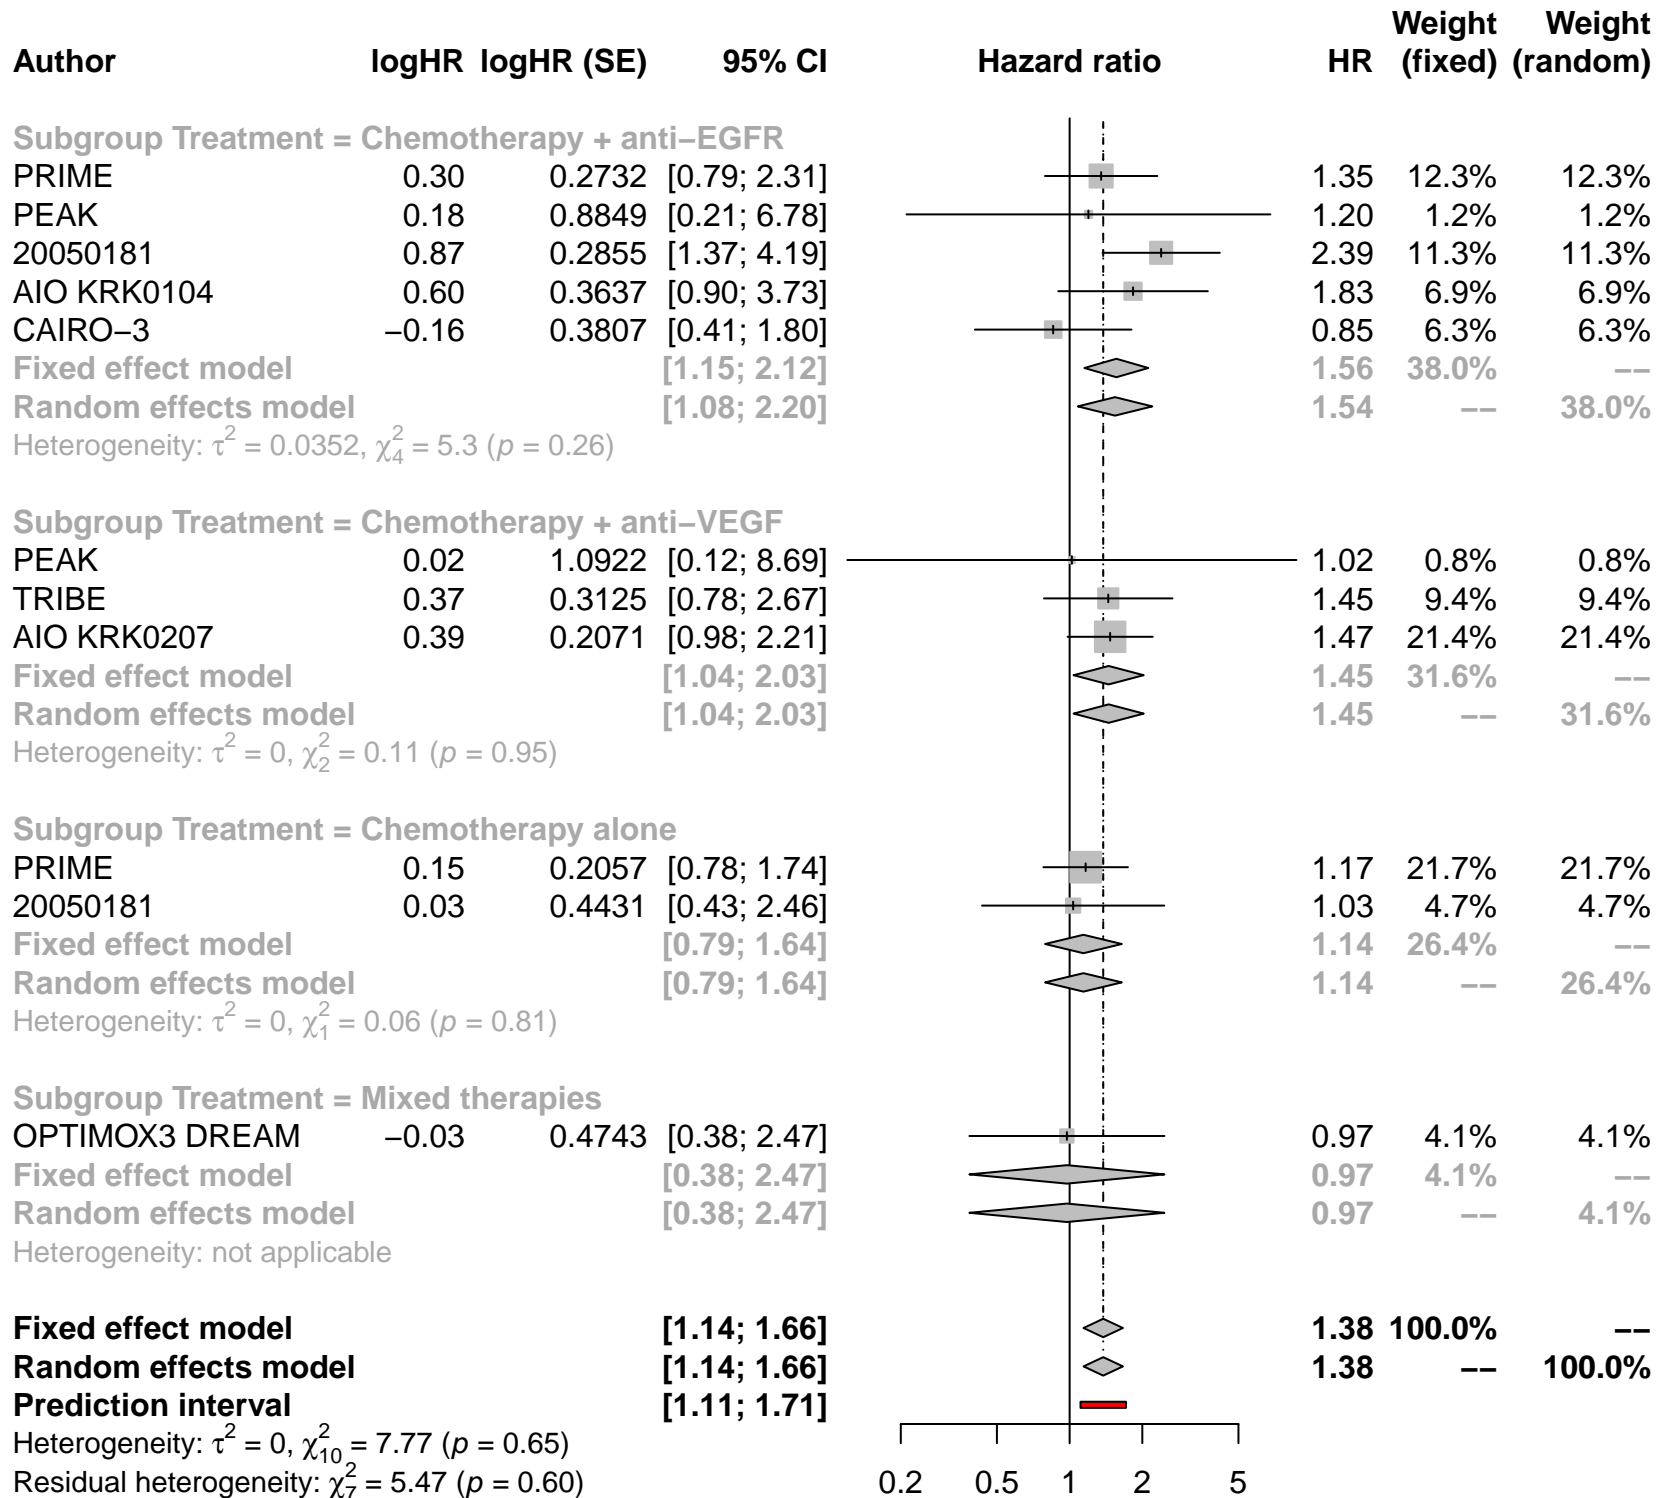 Weight Weight
Author logHR logHR (SE) 95% CI Hazard ratio HR (fixed) (random)
Subgroup Treatment = Chemotherapy + anti−EGFR
PRIME 0.30 0.2732 [0.79; 2.31] 1.35 12.3% 12.3%
PEAK 0.18 0.8849 [0.21; 6.78] 1.20 1.2% 1.2%
20050181 0.87 0.2855 [1.37; 4.19] 2.39 11.3% 11.3%
AIO KRK0104 0.60 0.3637 [0.90; 3.73] 1.83 6.9% 6.9%
CAIRO−3 −0.16 0.3807 [0.41; 1.80] 0.85 6.3% 6.3%
Fixed effect model [1.15; 2.12] 1.56 38.0% −−
Random effects model [1.08; 2.20] 1.54 −− 38.0%
Heterogeneity: τ² = 0.0352, χ²₄ = 5.3 (p = 0.26)
Subgroup Treatment = Chemotherapy + anti−VEGF
PEAK 0.02 1.0922 [0.12; 8.69] 1.02 0.8% 0.8%
TRIBE 0.37 0.3125 [0.78; 2.67] 1.45 9.4% 9.4%
AIO KRK0207 0.39 0.2071 [0.98; 2.21] 1.47 21.4% 21.4%
Fixed effect model [1.04; 2.03] 1.45 31.6% −−
Random effects model [1.04; 2.03] 1.45 −− 31.6%
Heterogeneity: τ² = 0, χ²₂ = 0.11 (p = 0.95)
Subgroup Treatment = Chemotherapy alone
PRIME 0.15 0.2057 [0.78; 1.74] 1.17 21.7% 21.7%
20050181 0.03 0.4431 [0.43; 2.46] 1.03 4.7% 4.7%
Fixed effect model [0.79; 1.64] 1.14 26.4% −−
Random effects model [0.79; 1.64] 1.14 −− 26.4%
Heterogeneity: τ² = 0, χ²₁ = 0.06 (p = 0.81)
Subgroup Treatment = Mixed therapies
OPTIMOX3 DREAM −0.03 0.4743 [0.38; 2.47] 0.97 4.1% 4.1%
Fixed effect model [0.38; 2.47] 0.97 4.1% −−
Random effects model [0.38; 2.47] 0.97 −− 4.1%
Heterogeneity: not applicable
Fixed effect model [1.14; 1.66] 1.38 100.0% −−
Random effects model [1.14; 1.66] 1.38 −− 100.0%
Prediction interval [1.11; 1.71]
Heterogeneity: τ² = 0, χ²₁₀ = 7.77 (p = 0.65)
Residual heterogeneity: χ²₇ = 5.47 (p = 0.60) 0.2 0.5 1 2 5